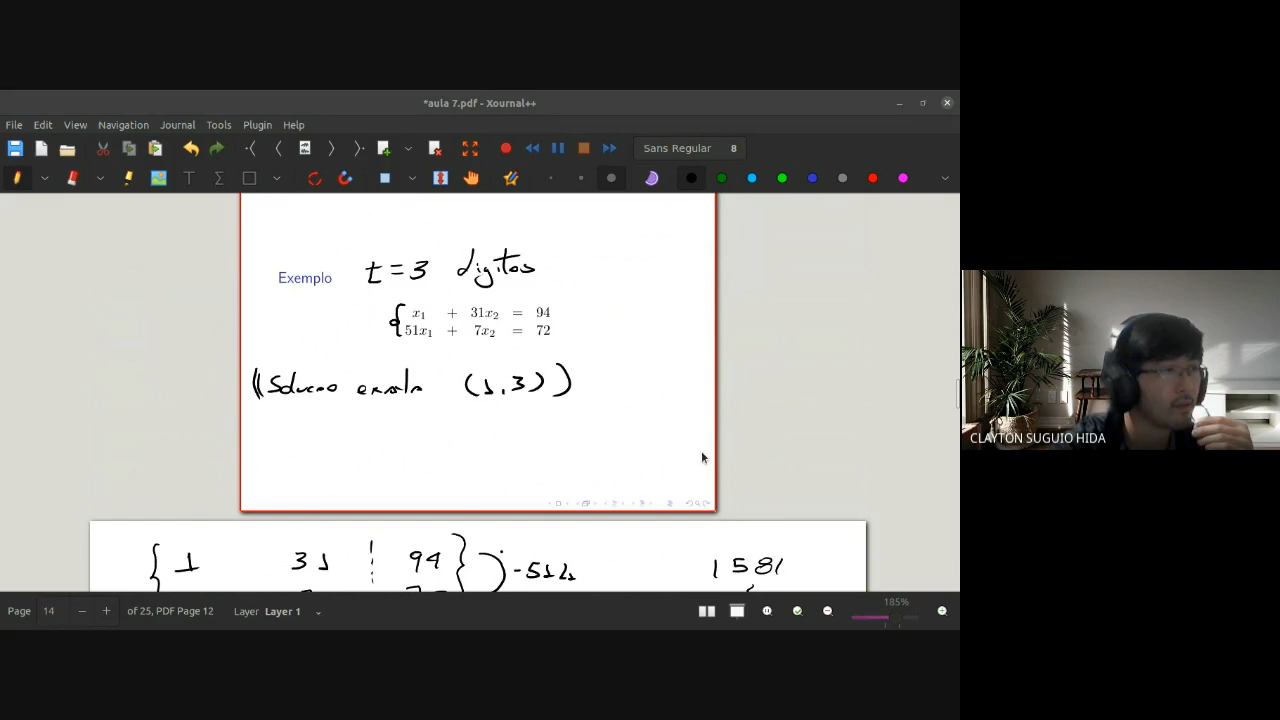 *aula 7.pdf - Xournal++
File Edit View Navigation Journal Tools Plugin Help
Sans Regular 8
Exemplo t = 3 digitos
x₁ + 31x₂ = 94
51x₁ + 7x₂ = 72
(Solucao exata (1,3))
1 31 94 -51L₁ 1581
CLAYTON SUGUIO HIDA
Page 14 of 25, PDF Page 12 Layer Layer 1 185%